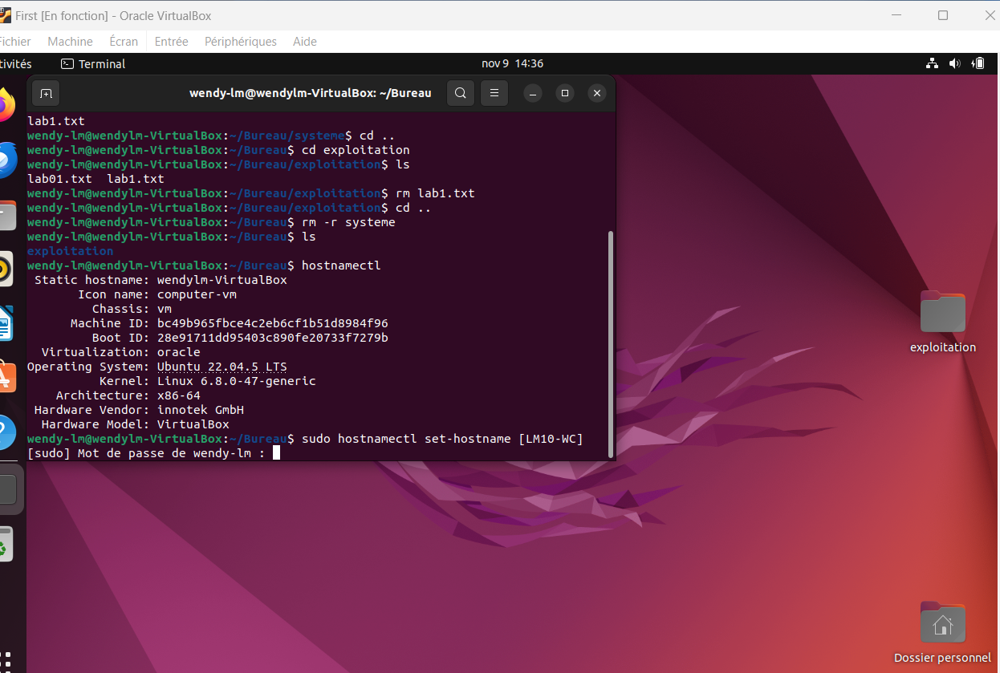 First [En fonction] - Oracle VirtualBox
Fichier Machine Écran Entrée Périphériques Aide
tivités Terminal nov 9 14:36
wendy-lm@wendylm-VirtualBox: ~/Bureau
lab1.txt
wendy-lm@wendylm-VirtualBox:~/Bureau/systeme$ cd ..
wendy-lm@wendylm-VirtualBox:~/Bureau$ cd exploitation
wendy-lm@wendylm-VirtualBox:~/Bureau/exploitation$ ls
lab01.txt  lab1.txt
wendy-lm@wendylm-VirtualBox:~/Bureau/exploitation$ rm lab1.txt
wendy-lm@wendylm-VirtualBox:~/Bureau/exploitation$ cd ..
wendy-lm@wendylm-VirtualBox:~/Bureau$ rm -r systeme
wendy-lm@wendylm-VirtualBox:~/Bureau$ ls
exploitation
wendy-lm@wendylm-VirtualBox:~/Bureau$ hostnamectl
Static hostname: wendylm-VirtualBox
Icon name: computer-vm
Chassis: vm
Machine ID: bc49b965fbce4c2eb6cf1b51d8984f96
Boot ID: 28e91711dd95403c890fe20733f7279b
Virtualization: oracle
Operating System: Ubuntu 22.04.5 LTS
Kernel: Linux 6.8.0-47-generic
Architecture: x86-64
Hardware Vendor: innotek GmbH
Hardware Model: VirtualBox
wendy-lm@wendylm-VirtualBox:~/Bureau$ sudo hostnamectl set-hostname [LM10-WC]
[sudo] Mot de passe de wendy-lm :
exploitation
Dossier personnel